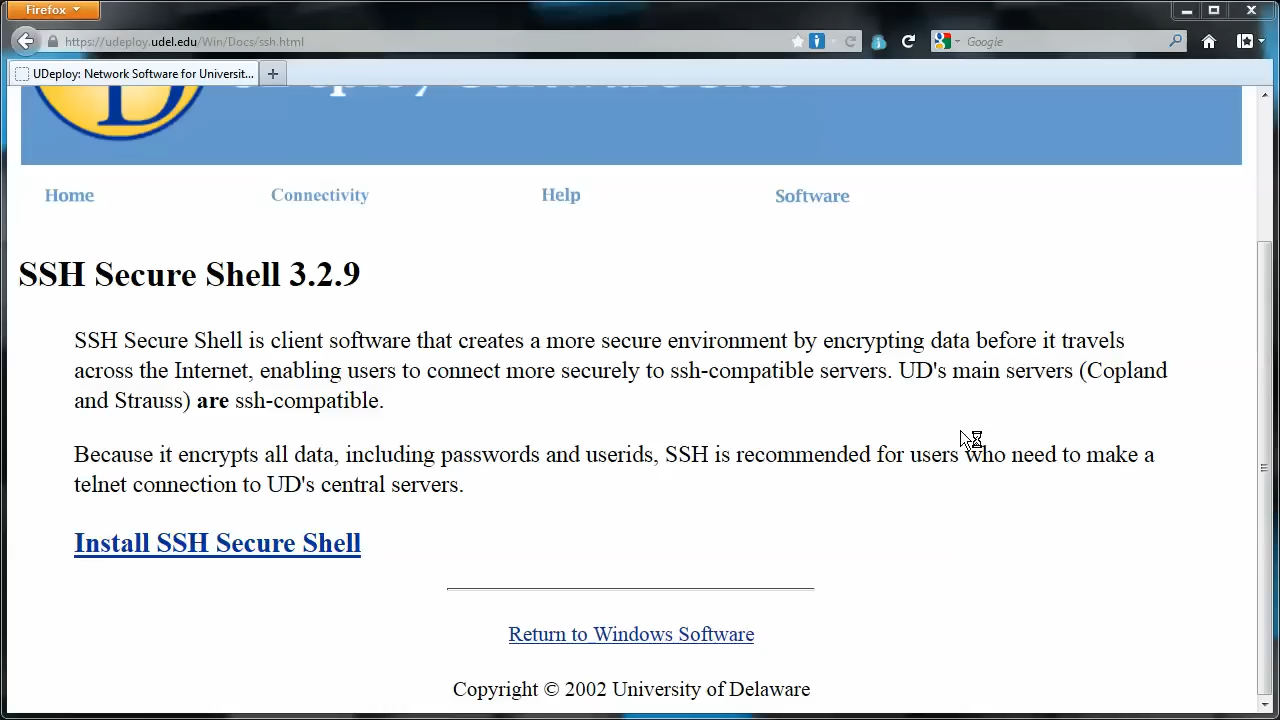 Firefox
https://udeploy.udel.edu/Win/Docs/ssh.html
Google
UDeploy: Network Software for Universit...
UDeploy Software Site
Home
Connectivity
Help
Software
SSH Secure Shell 3.2.9
SSH Secure Shell is client software that creates a more secure environment by encrypting data before it travels
across the Internet, enabling users to connect more securely to ssh-compatible servers. UD's main servers (Copland
and Strauss) are ssh-compatible.
Because it encrypts all data, including passwords and userids, SSH is recommended for users who need to make a
telnet connection to UD's central servers.
Install SSH Secure Shell
Return to Windows Software
Copyright © 2002 University of Delaware